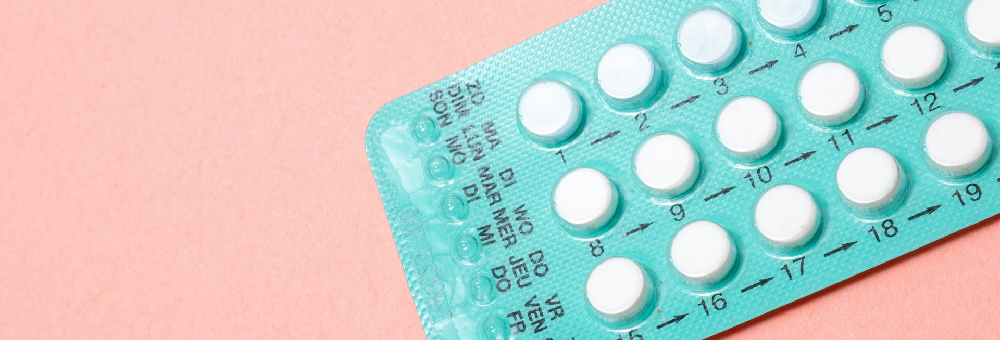 ZO MA DI WO DO VR
DIM LUN MAR MER JEU VEN
SON MO DI MI DO FR
1 2 3 4 5
8 9 10 11 12
15 16 17 18 19